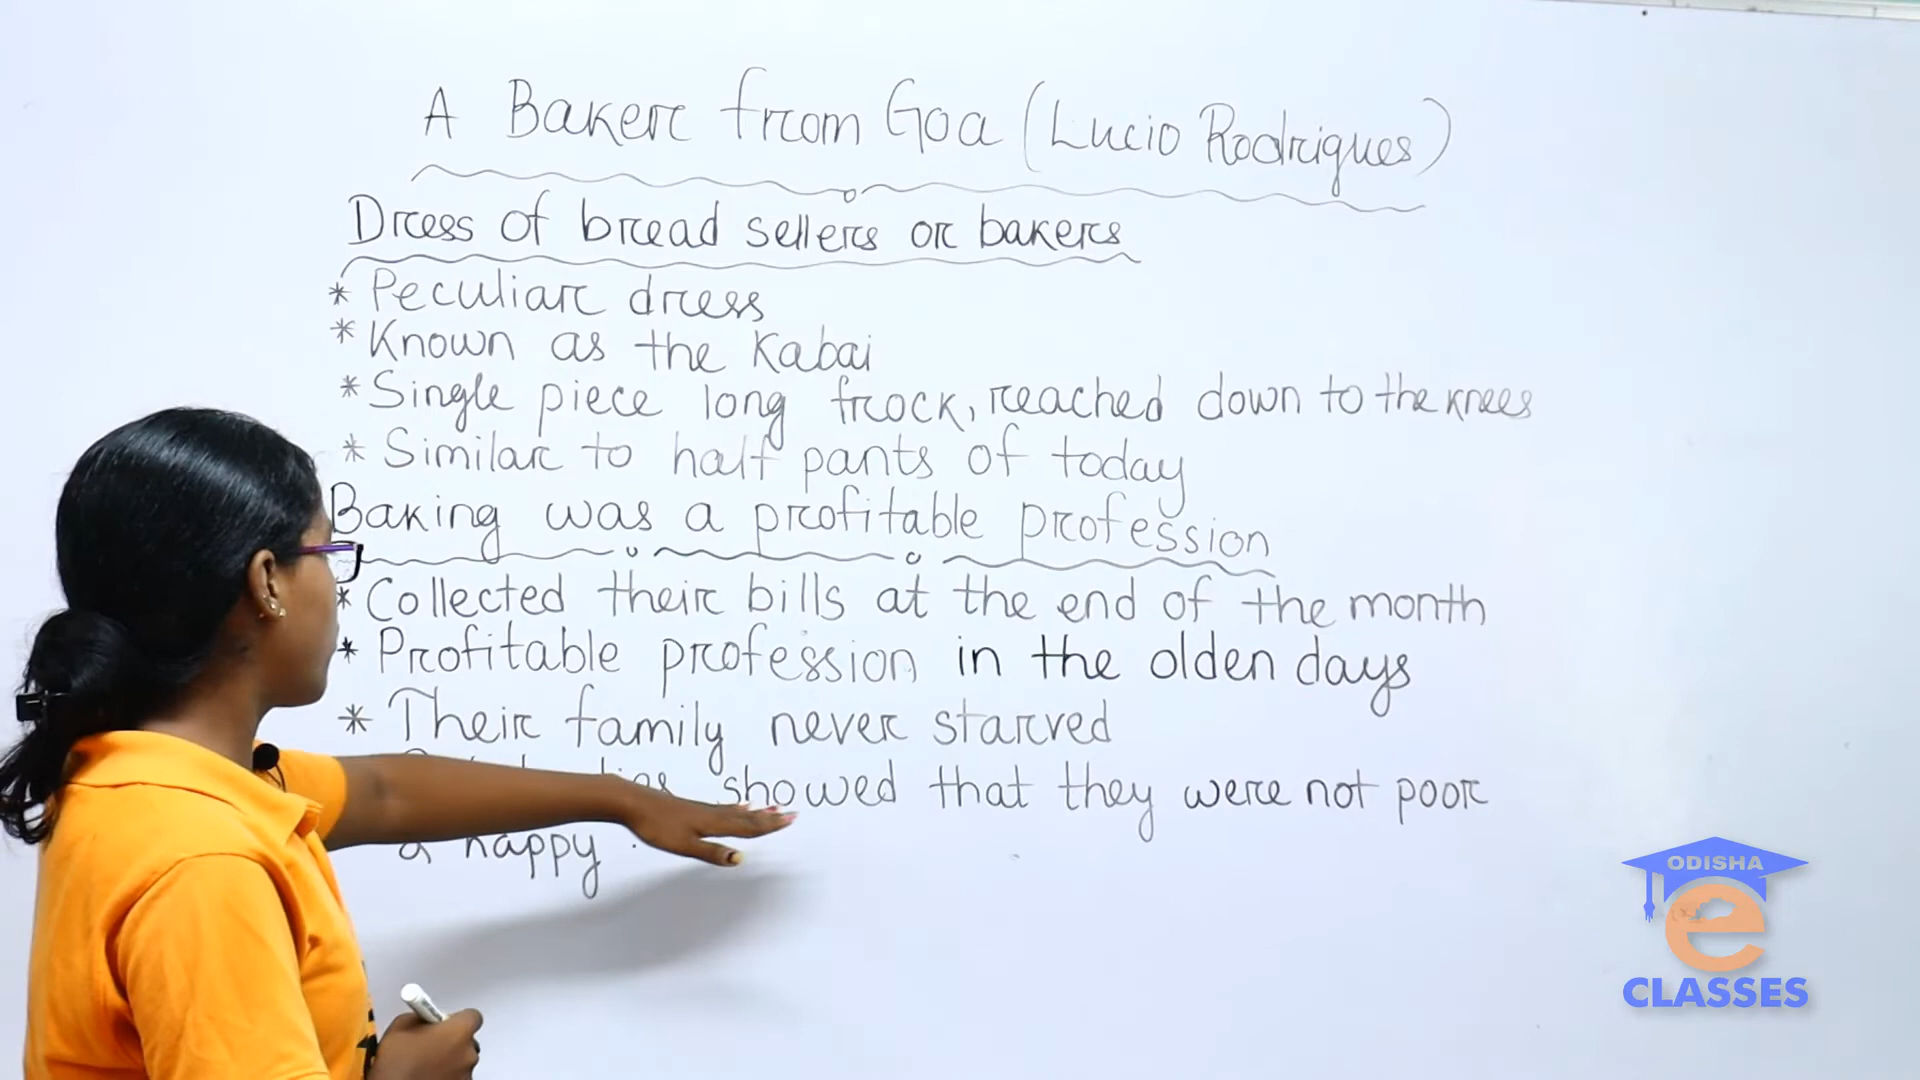 A Baker from Goa (Lucio Rodrigues)
Dress of bread sellers or bakers
* Peculiar dress
* Known as the Kabai
* Single piece long frock, reached down to the knees
* Similar to half pants of today
Baking was a profitable profession
* Collected their bills at the end of the month
* Profitable profession in the olden days
* Their family never starved
showed that they were not poor
happy.
ODISHA
e
CLASSES